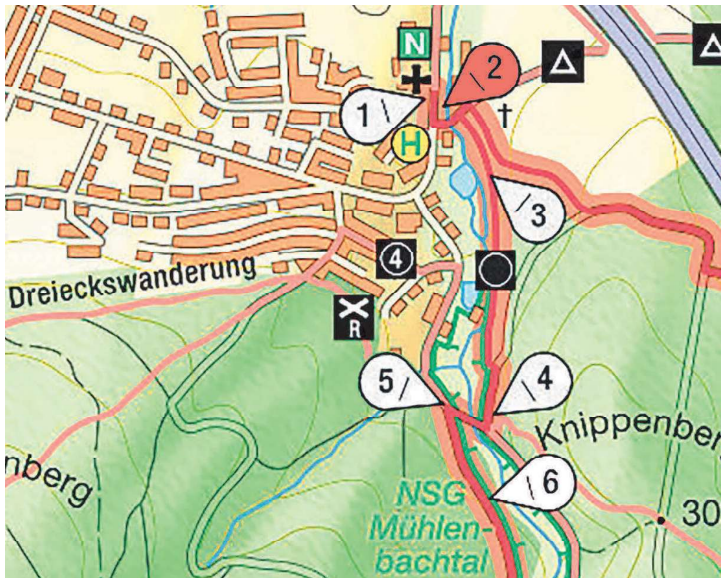 N
2
1
H
3
4
Dreieckswanderung
R
5
4
Knippenber
nberg
6
NSG
Mühlen-
bachtal
30